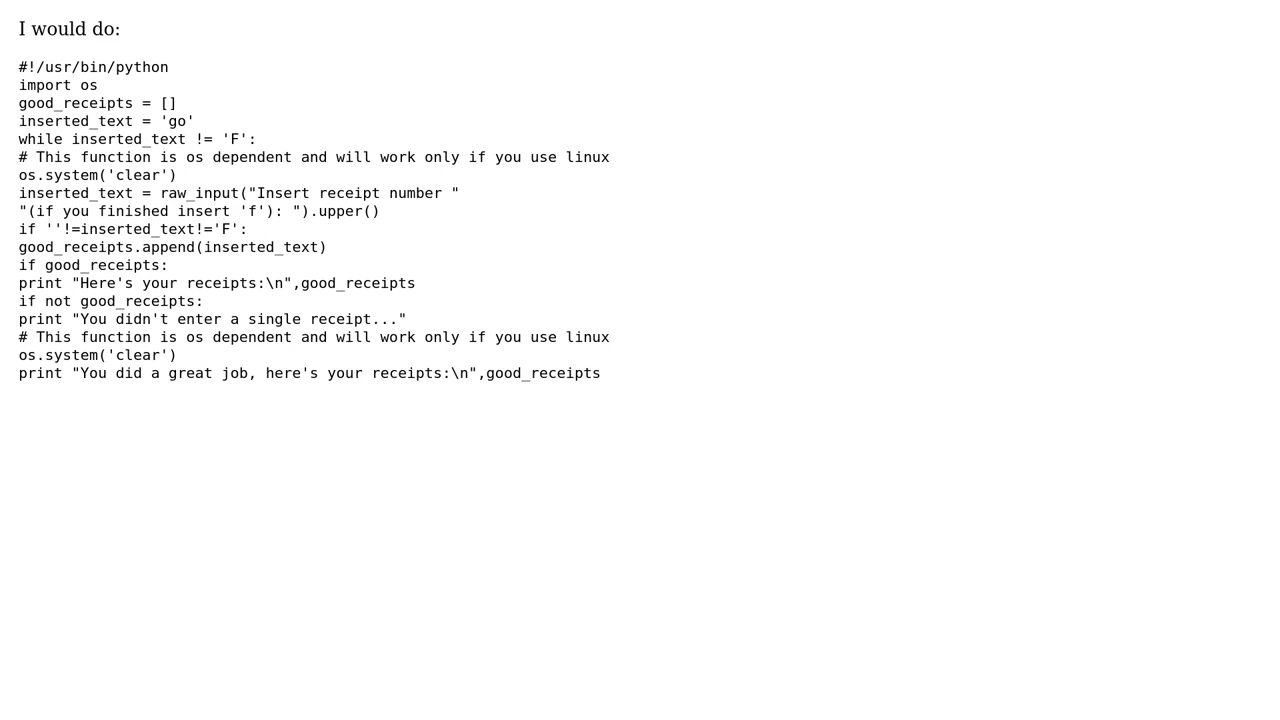 I would do:
#!/usr/bin/python
import os
good_receipts = []
inserted_text = 'go'
while inserted_text != 'F':
# This function is os dependent and will work only if you use linux
os.system('clear')
inserted_text = raw_input("Insert receipt number "
"(if you finished insert 'f'): ").upper()
if ''!=inserted_text!='F':
good_receipts.append(inserted_text)
if good_receipts:
print "Here's your receipts:\n",good_receipts
if not good_receipts:
print "You didn't enter a single receipt..."
# This function is os dependent and will work only if you use linux
os.system('clear')
print "You did a great job, here's your receipts:\n",good_receipts